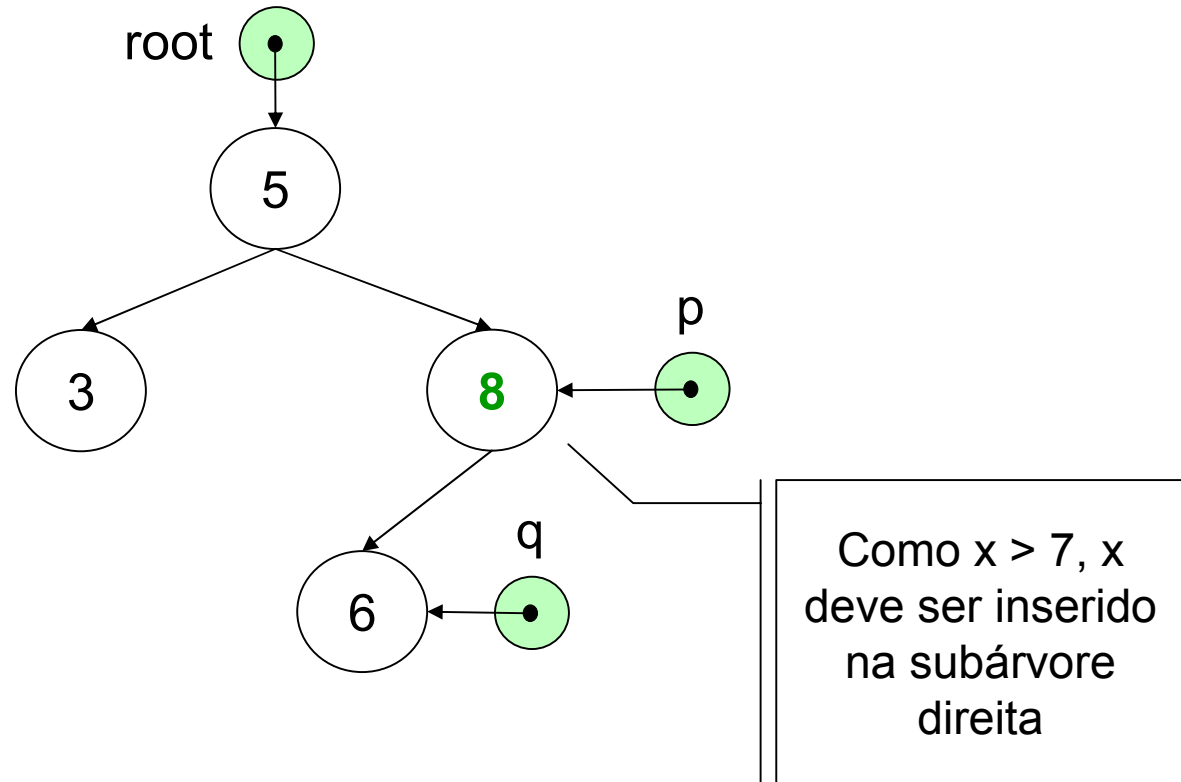 root
5
p
3
8
q
6
Como x > 7, x
deve ser inserido
na subárvore
direita